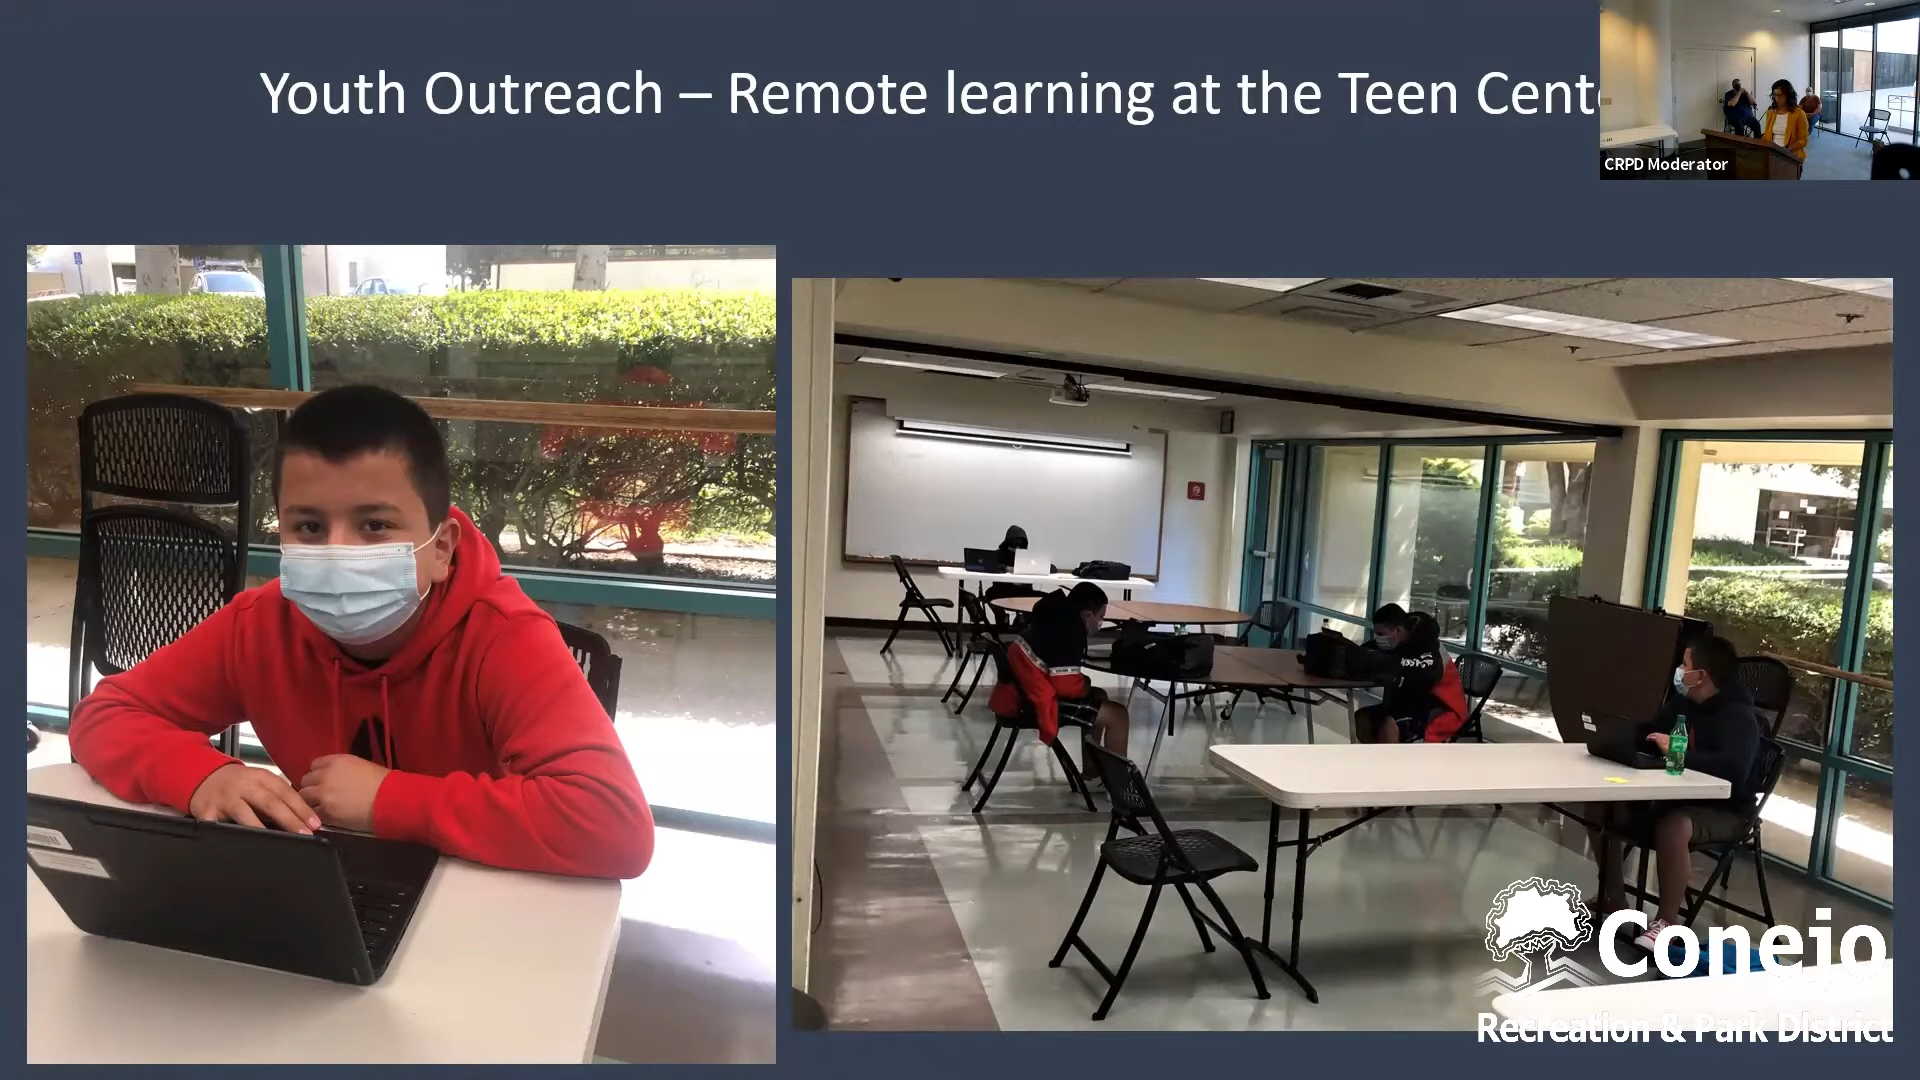 Youth Outreach – Remote learning at the Teen Cent
CRPD Moderator
Conejo
Recreation & Park District